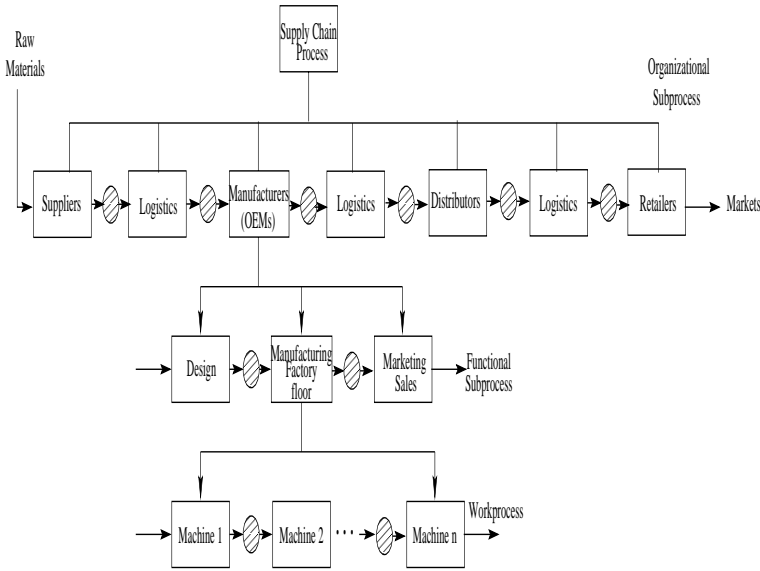 Supply Chain
Process
Raw
Materials
Organizational
Subprocess
Suppliers
Logistics
Manufacturers
(OEMs)
Logistics
Distributors
Logistics
Retailers
Markets
Design
Manufacturing
Factory
floor
Marketing
Sales
Functional
Subprocess
Machine 1
Machine 2
...
Machine n
Workprocess